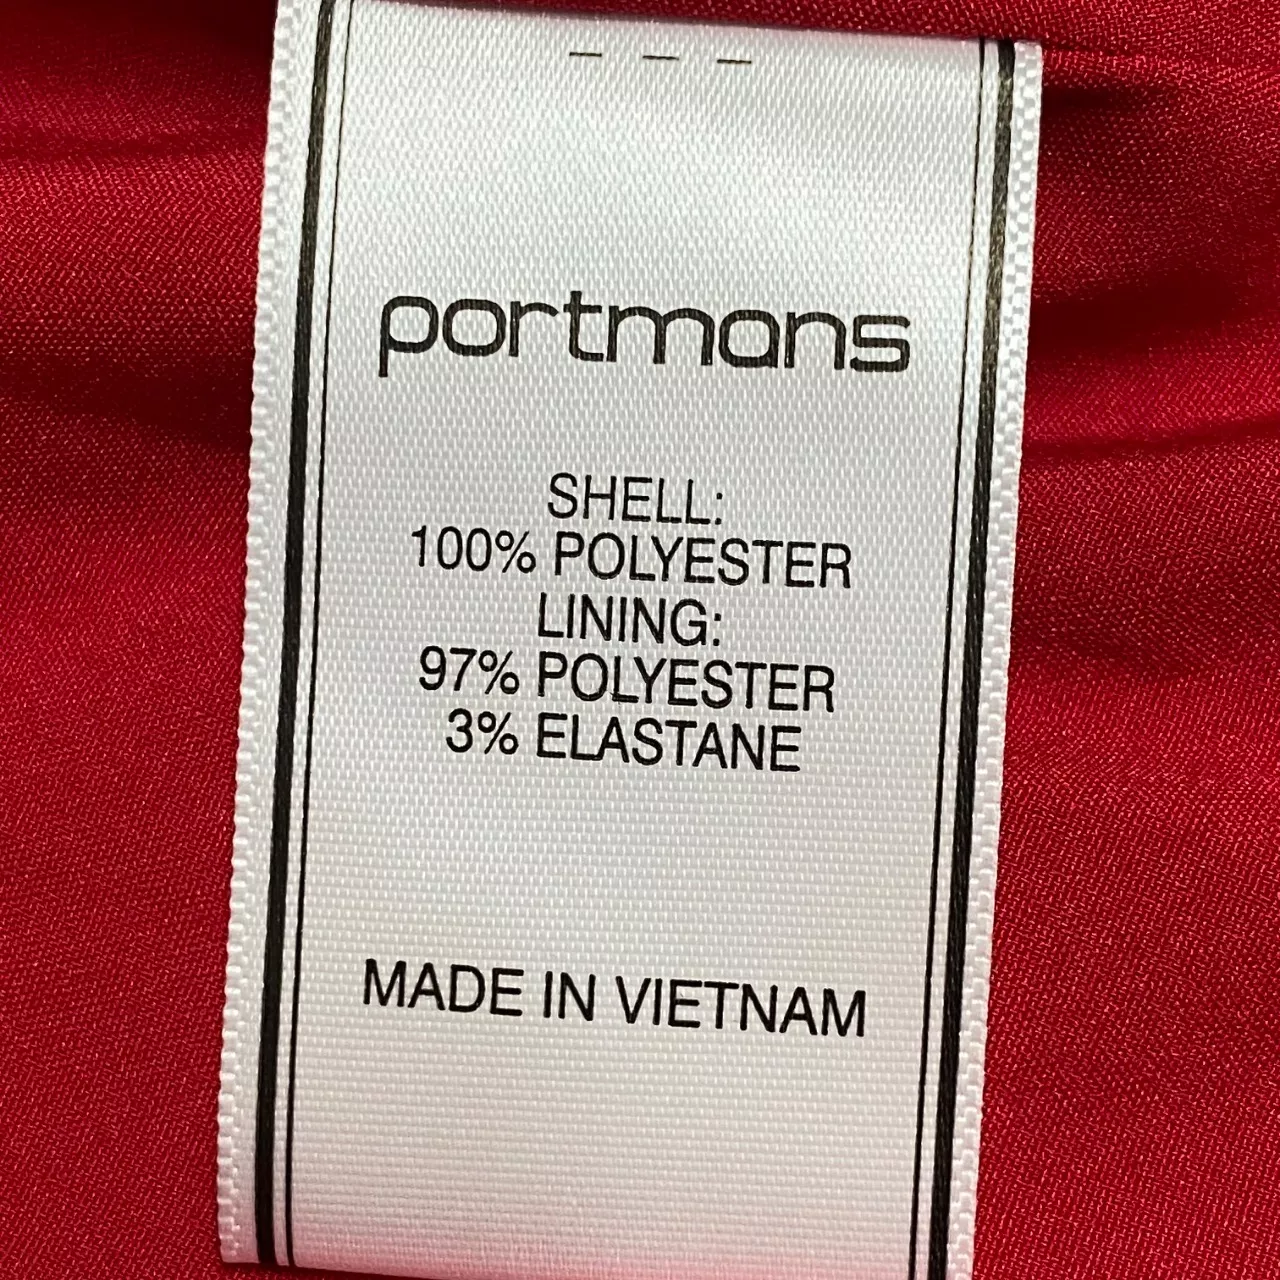 portmans
SHELL:
100% POLYESTER
LINING:
97% POLYESTER
3% ELASTANE
MADE IN VIETNAM